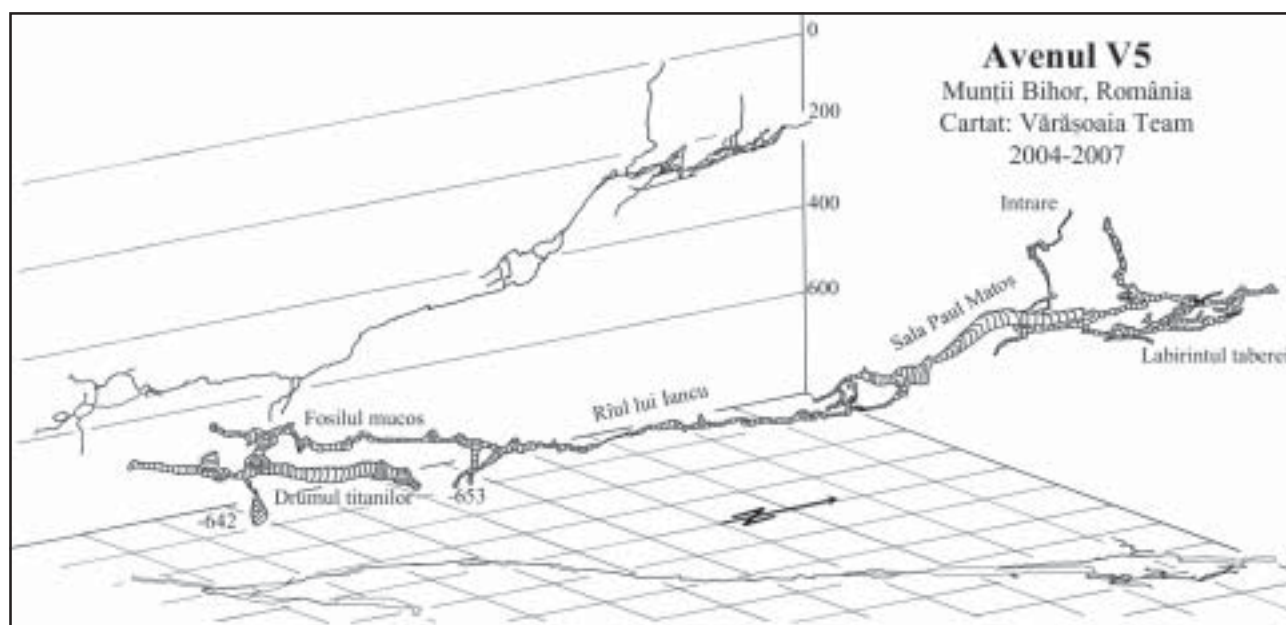 Avenul V5
Munții Bihor, România
Cartat: Vărășoaia Team
2004-2007
0
200
400
600
Intrare
Sala Paul Matoș
Labirintul taberei
Rîul lui Iancu
Fosilul mucos
Drumul titanilor
-653
-642
N